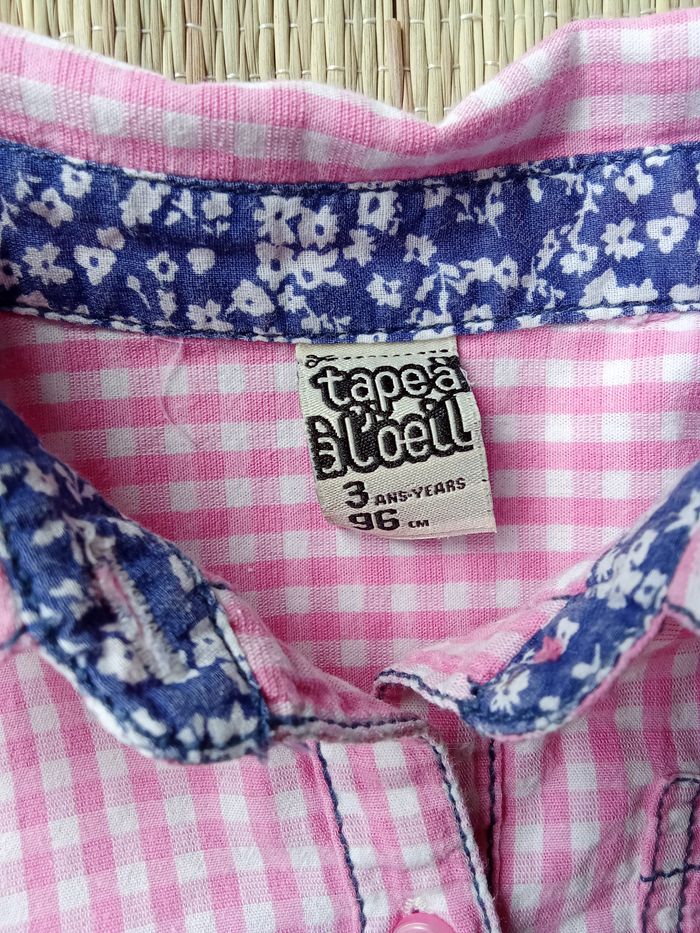 tape à
l'oeil
3 ANS-YEARS
96 CM